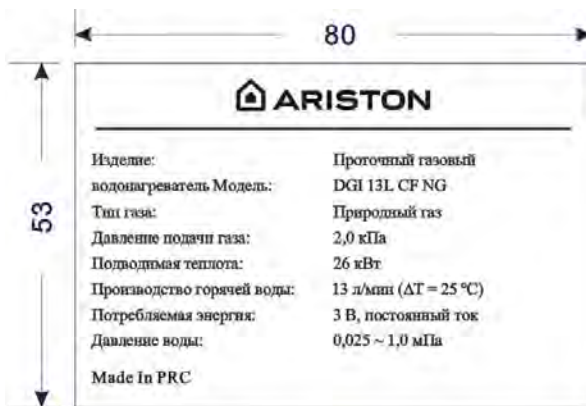 80
53
ARISTON
Изделие: Проточный газовый
водонагреватель Модель: DGI 13L CF NG
Тип газа: Природный газ
Давление подачи газа: 2,0 кПа
Подводимая теплота: 26 кВт
Производство горячей воды: 13 л/мин (ΔT = 25 °C)
Потребляемая энергия: 3 В, постоянный ток
Давление воды: 0,025 ~ 1,0 мПа
Made In PRC